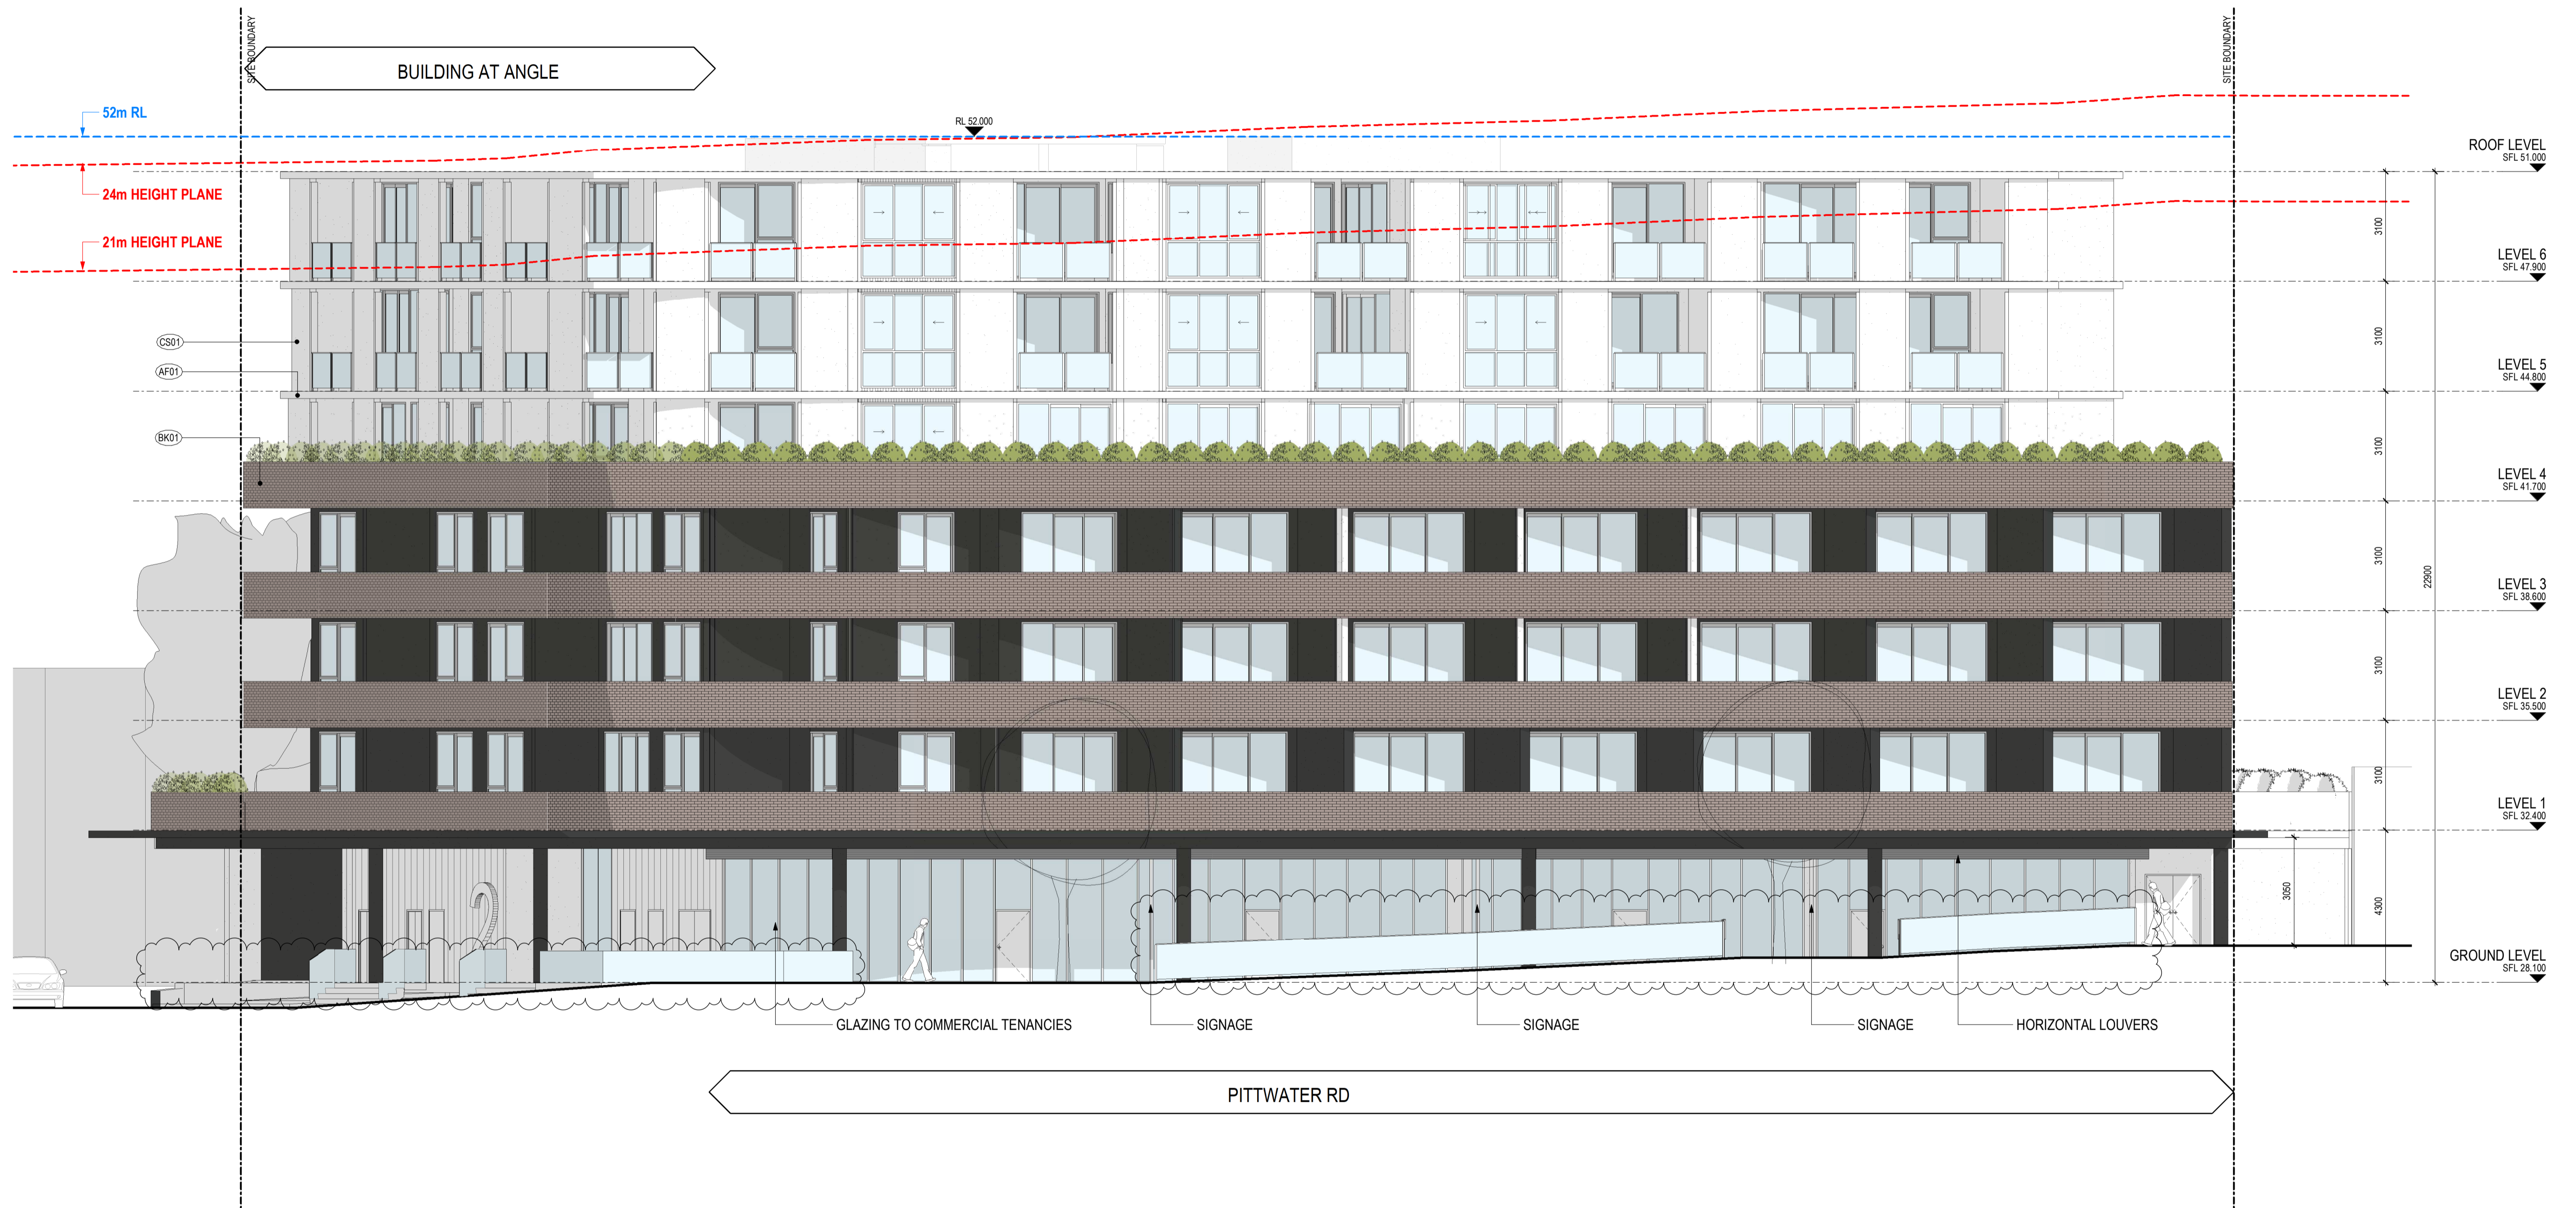 SITE BOUNDARY
SITE BOUNDARY
BUILDING AT ANGLE
52m RL
RL 52.000
24m HEIGHT PLANE
21m HEIGHT PLANE
ROOF LEVEL
SFL 51.000
3100
LEVEL 6
SFL 47.900
3100
CS01
AF01
LEVEL 5
SFL 44.800
3100
BK01
LEVEL 4
SFL 41.700
3100
22900
LEVEL 3
SFL 38.600
3100
LEVEL 2
SFL 35.500
3100
LEVEL 1
SFL 32.400
3050
4300
2
GROUND LEVEL
SFL 28.100
GLAZING TO COMMERCIAL TENANCIES
SIGNAGE
SIGNAGE
SIGNAGE
HORIZONTAL LOUVERS
PITTWATER RD